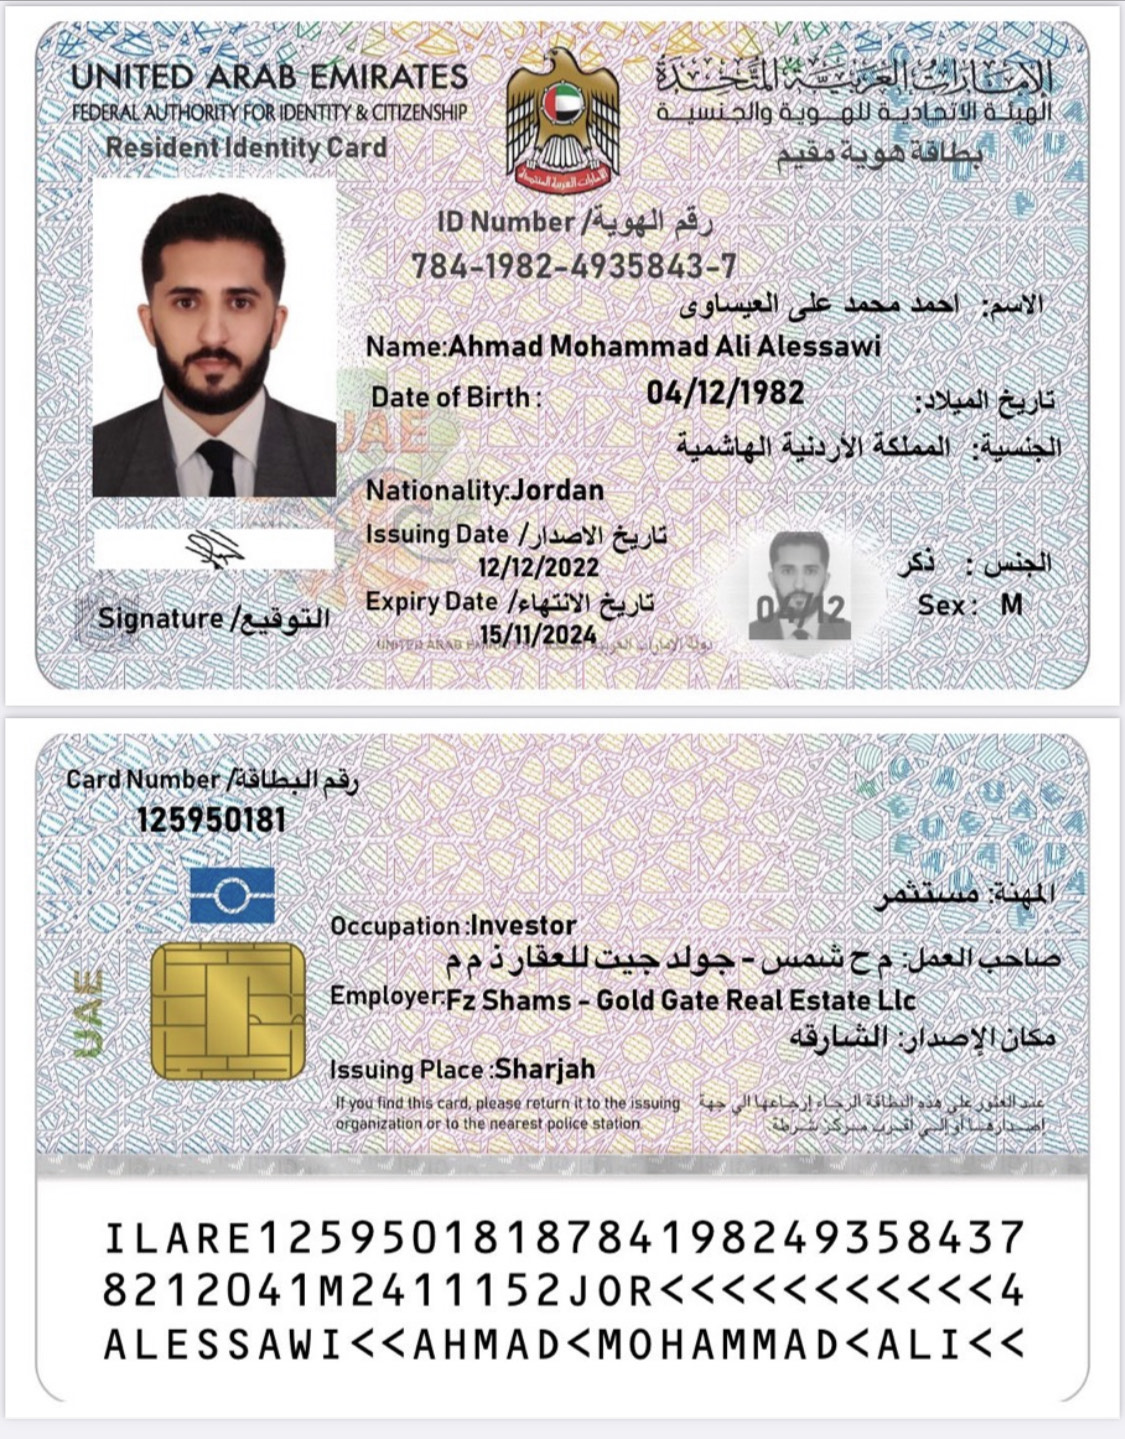 UNITED ARAB EMIRATES
الإمارات العربية المتحدة
FEDERAL AUTHORITY FOR IDENTITY & CITIZENSHIP
الهيئة الاتحادية للهوية والجنسية
Resident Identity Card
بطاقة هوية مقيم
ID Number / رقم الهوية
784-1982-4935843-7
الاسم: احمد محمد على العيساوى
Name:Ahmad Mohammad Ali Alessawi
Date of Birth : 04/12/1982 تاريخ الميلاد:
الجنسية: المملكة الأردنية الهاشمية
Nationality:Jordan
Issuing Date / تاريخ الاصدار
12/12/2022
الجنس : ذكر
Expiry Date / تاريخ الانتهاء
15/11/2024
Sex : M
04/12
Signature / التوقيع
UAE
Card Number / رقم البطاقة
125950181
المهنة: مستثمر
Occupation :Investor
صاحب العمل: م ح شمس - جولد جيت للعقار ذ م م
Employer:Fz Shams - Gold Gate Real Estate Llc
مكان الإصدار: الشارقه
Issuing Place :Sharjah
UAE
If you find this card, please return it to the issuing
organization or to the nearest police station
عند العثور على هذه البطاقة الرجاء إرجاعها الى جهة
اصدارها أو الى اقرب مركز شرطة
ILARE1259501818784198249358437
8212041M2411152JOR<<<<<<<<<<<4
ALESSAWI<<AHMAD<MOHAMMAD<ALI<<